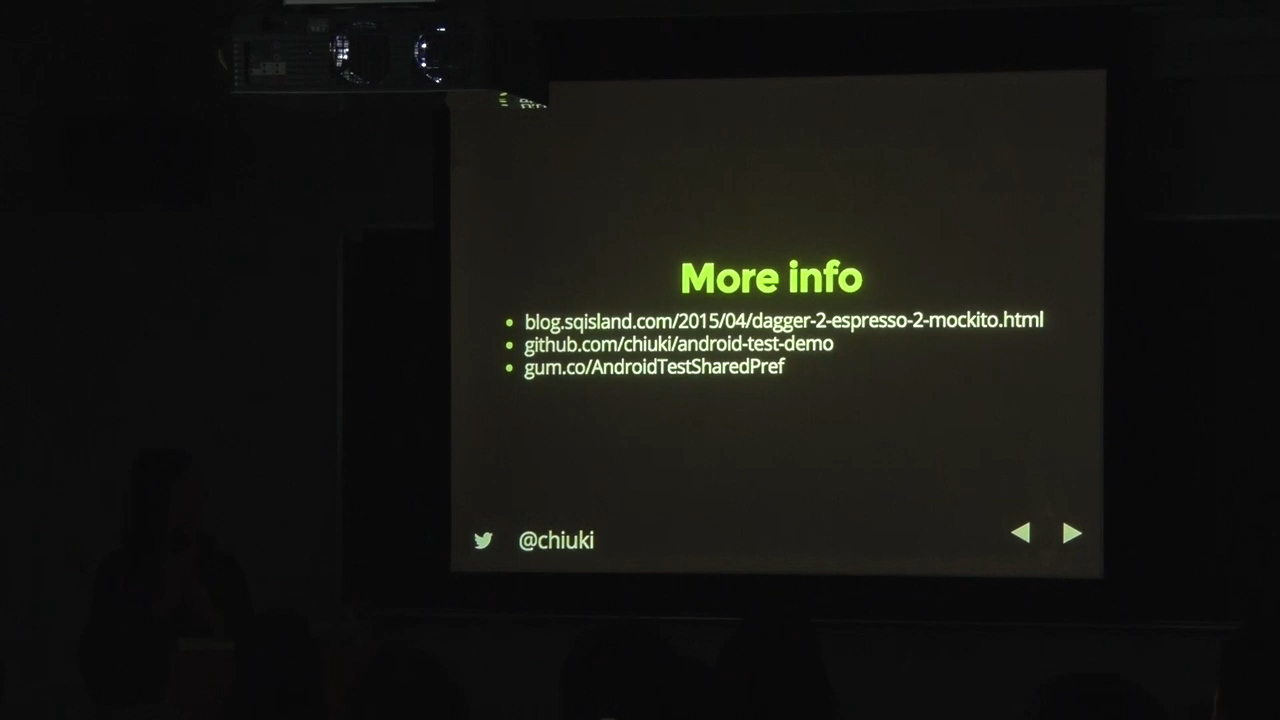 More info
blog.sqisland.com/2015/04/dagger-2-espresso-2-mockito.html
github.com/chiuki/android-test-demo
gum.co/AndroidTestSharedPref
@chiuki